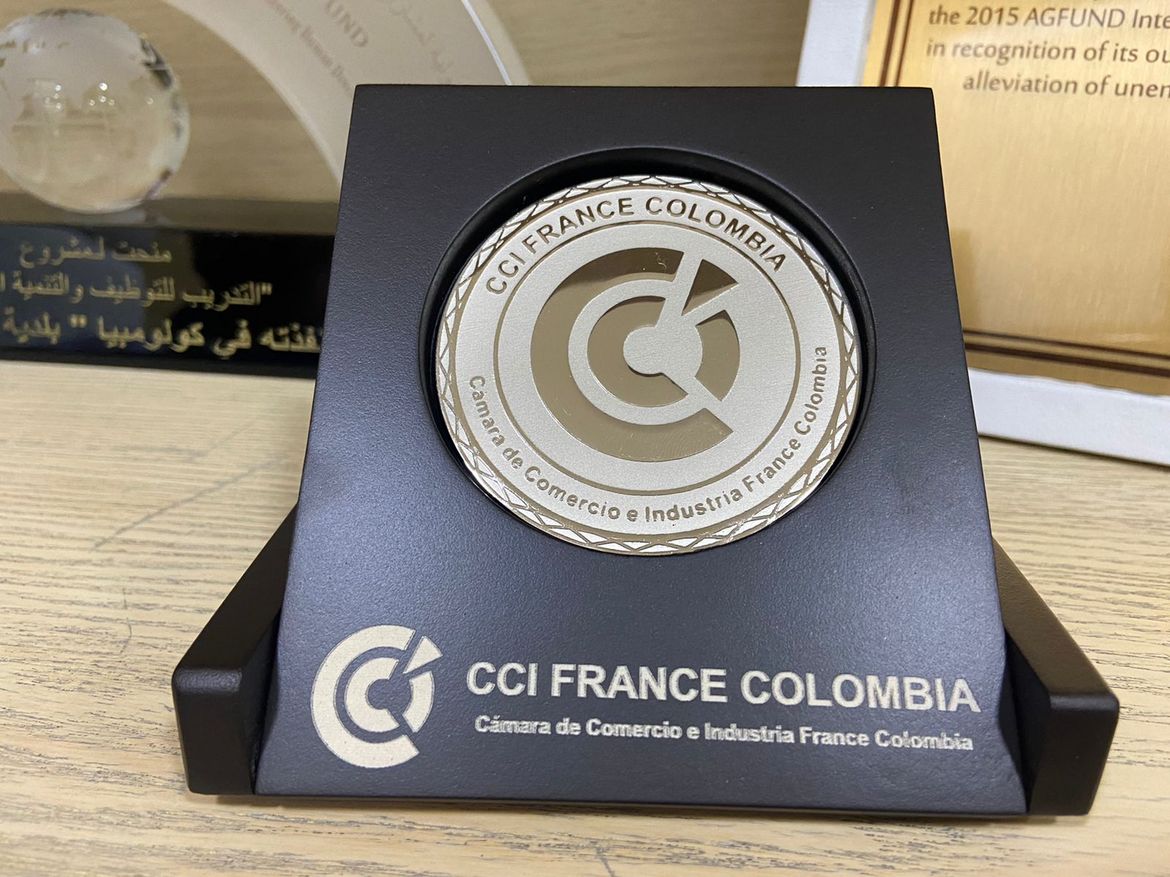 FUND
the 2015 AGFUND Inte
in recognition of its ou
alleviation of unen
منحت لمشروع
"التدريب للتوظيف والتنمية ا
نفذته في كولومبيا " بلدية
CCI FRANCE COLOMBIA
Cámara de Comercio e Industria France Colombia
CCI FRANCE COLOMBIA
Cámara de Comercio e Industria France Colombia